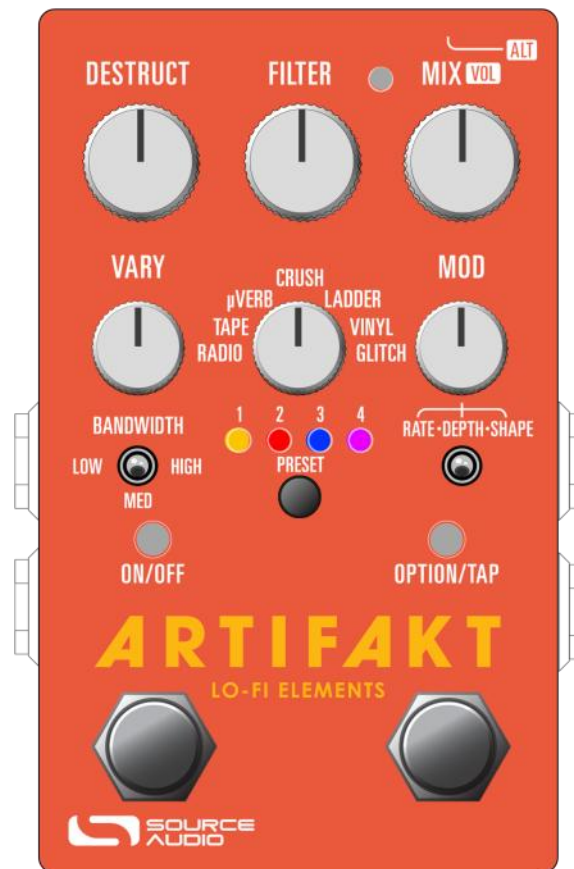 ALT
DESTRUCT FILTER MIX VOL
VARY CRUSH MOD
µVERB LADDER
TAPE VINYL
RADIO GLITCH
1 2 3 4
BANDWIDTH RATE•DEPTH•SHAPE
LOW HIGH PRESET
MED
ON/OFF OPTION/TAP
ARTIFAKT
LO-FI ELEMENTS
SOURCE
AUDIO